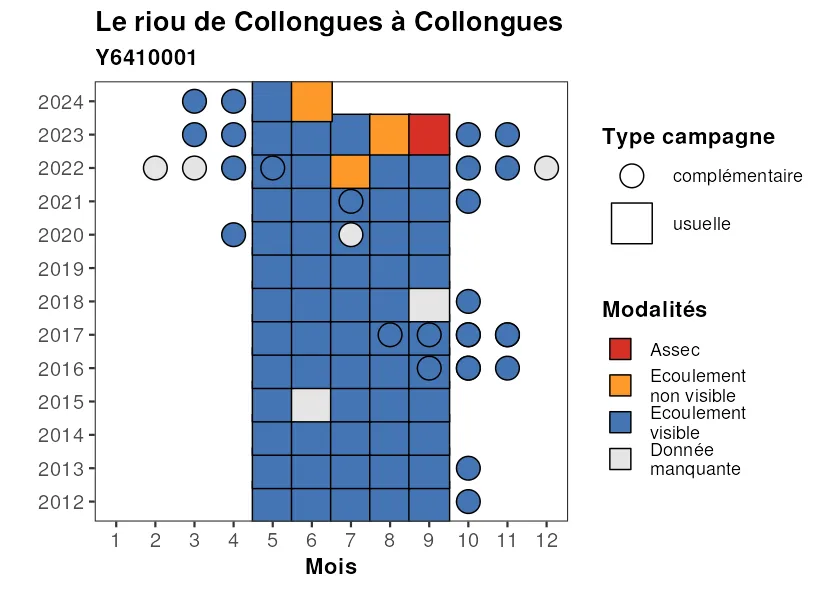 Le riou de Collongues à Collongues
Y6410001
2024
2023
2022
2021
2020
2019
2018
2017
2016
2015
2014
2013
2012
1 2 3 4 5 6 7 8 9 10 11 12
Mois
Type campagne
complémentaire
usuelle
Modalités
Assec
Ecoulement
non visible
Ecoulement
visible
Donnée
manquante